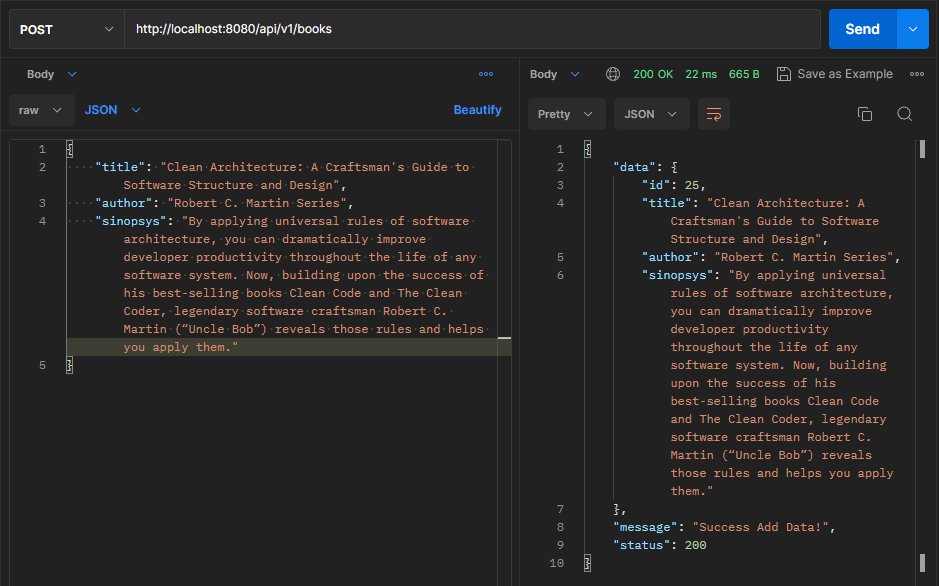 POST http://localhost:8080/api/v1/books Send
Body
raw JSON Beautify
1 {
2 "title": "Clean Architecture: A Craftsman's Guide to
Software Structure and Design",
3 "author": "Robert C. Martin Series",
4 "sinopsys": "By applying universal rules of software
architecture, you can dramatically improve
developer productivity throughout the life of any
software system. Now, building upon the success of
his best-selling books Clean Code and The Clean
Coder, legendary software craftsman Robert C.
Martin (“Uncle Bob”) reveals those rules and helps
you apply them."
5 }
Body 200 OK 22 ms 665 B Save as Example
Pretty JSON
1 {
2 "data": {
3 "id": 25,
4 "title": "Clean Architecture: A
Craftsman's Guide to Software
Structure and Design",
5 "author": "Robert C. Martin Series",
6 "sinopsys": "By applying universal
rules of software architecture,
you can dramatically improve
developer productivity
throughout the life of any
software system. Now, building
upon the success of his
best-selling books Clean Code
and The Clean Coder, legendary
software craftsman Robert C.
Martin (“Uncle Bob”) reveals
those rules and helps you apply
them."
7 },
8 "message": "Success Add Data!",
9 "status": 200
10 }